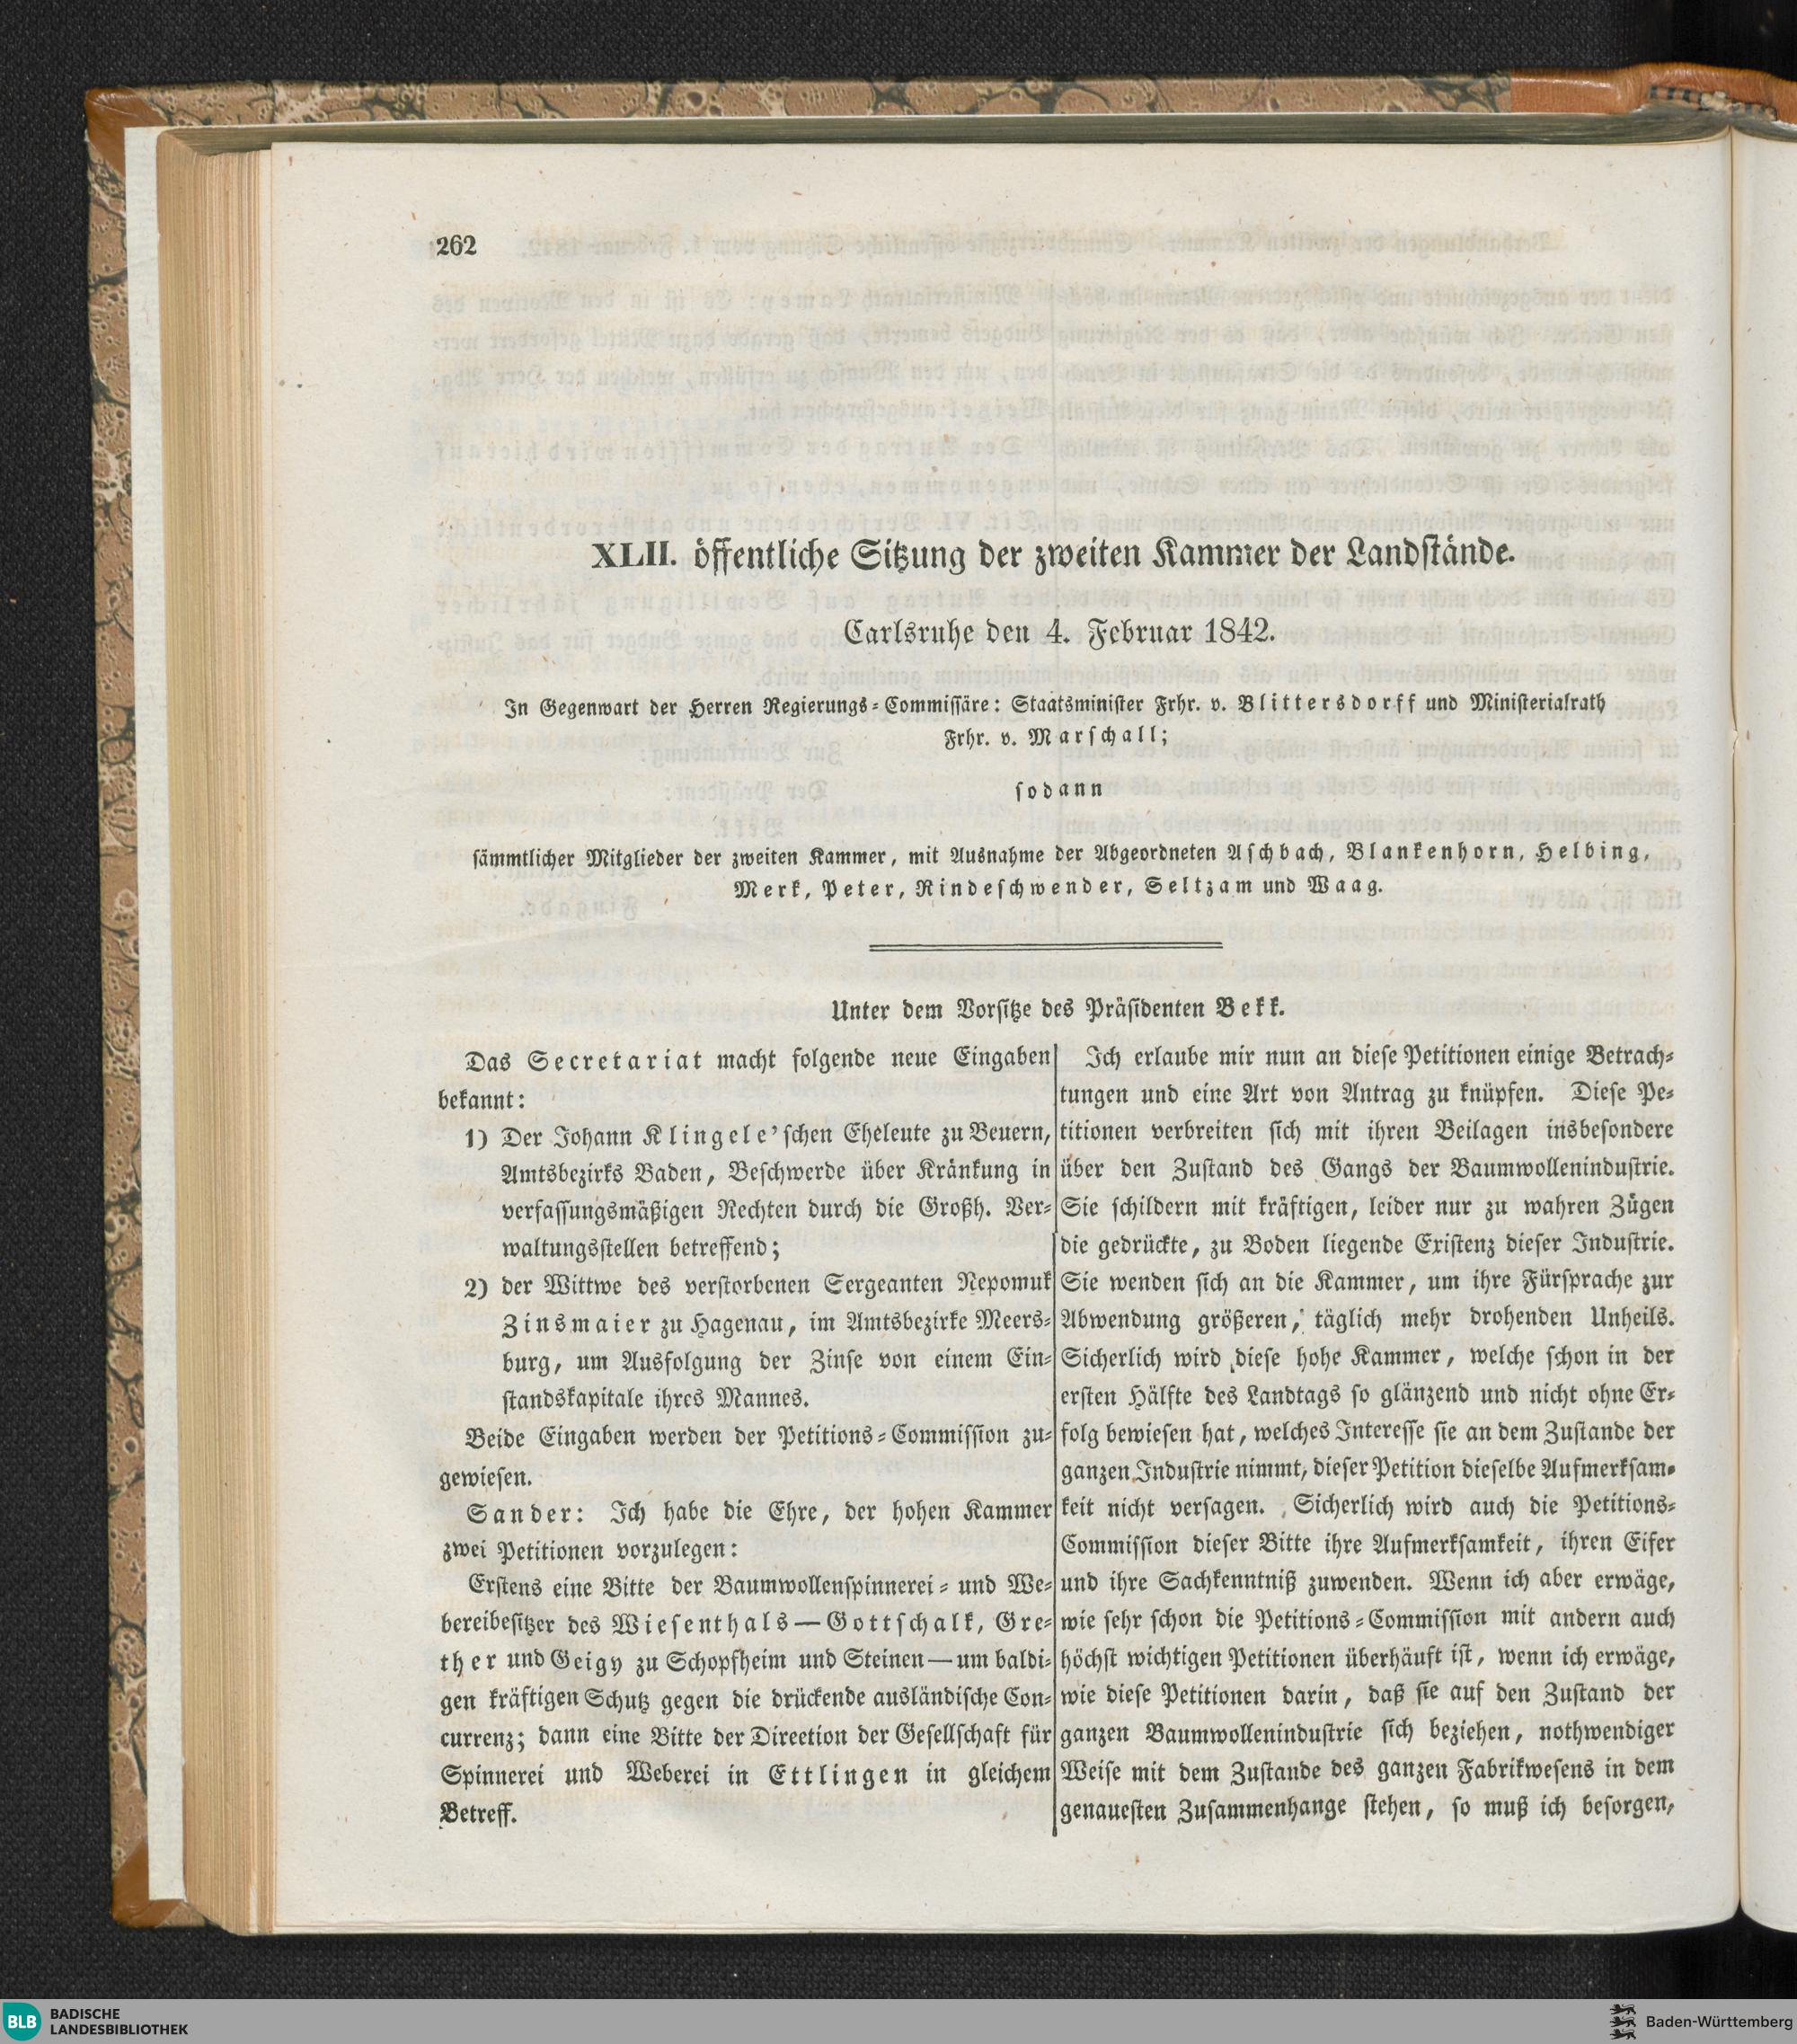 262
XLII. öffentliche Sitzung der zweiten Kammer der Landstände.
Carlsruhe den 4. Februar 1842.
In Gegenwart der Herren Regierungs-Commissäre: Staatsminister Frhr. v. Blittersdorff und Ministerialrath
Frhr. v. Marschall;
sodann
sämmtlicher Mitglieder der zweiten Kammer, mit Ausnahme der Abgeordneten Aschbach, Blankenhorn, Helbing,
Merk, Peter, Rindeschwender, Seltzam und Waag.
Unter dem Vorsitze des Präsidenten Bekk.
Das Secretariat macht folgende neue Eingaben
bekannt:
1) Der Johann Klingele'schen Eheleute zu Beuern,
Amtsbezirks Baden, Beschwerde über Kränkung in
verfassungsmäßigen Rechten durch die Großh. Ver-
waltungsstellen betreffend;
2) der Wittwe des verstorbenen Sergeanten Nepomuk
Zinsmaier zu Hagenau, im Amtsbezirke Meers-
burg, um Ausfolgung der Zinse von einem Ein-
standskapitale ihres Mannes.
Beide Eingaben werden der Petitions-Commission zu-
gewiesen.
Sander: Ich habe die Ehre, der hohen Kammer
zwei Petitionen vorzulegen:
Erstens eine Bitte der Baumwollenspinnerei- und We-
bereibesitzer des Wiesenthals — Gottschalk, Gre-
ther und Geigy zu Schopfheim und Steinen — um baldi-
gen kräftigen Schutz gegen die drückende ausländische Con-
currenz; dann eine Bitte der Direction der Gesellschaft für
Spinnerei und Weberei in Ettlingen in gleichem
Betreff.
Ich erlaube mir nun an diese Petitionen einige Betrach-
tungen und eine Art von Antrag zu knüpfen. Diese Pe-
titionen verbreiten sich mit ihren Beilagen insbesondere
über den Zustand des Gangs der Baumwollenindustrie.
Sie schildern mit kräftigen, leider nur zu wahren Zügen
die gedrückte, zu Boden liegende Existenz dieser Industrie.
Sie wenden sich an die Kammer, um ihre Fürsprache zur
Abwendung größeren, täglich mehr drohenden Unheils.
Sicherlich wird diese hohe Kammer, welche schon in der
ersten Hälfte des Landtags so glänzend und nicht ohne Er-
folg bewiesen hat, welches Interesse sie an dem Zustande der
ganzen Industrie nimmt, dieser Petition dieselbe Aufmerksam-
keit nicht versagen. Sicherlich wird auch die Petitions-
Commission dieser Bitte ihre Aufmerksamkeit, ihren Eifer
und ihre Sachkenntniß zuwenden. Wenn ich aber erwäge,
wie sehr schon die Petitions-Commission mit andern auch
höchst wichtigen Petitionen überhäuft ist, wenn ich erwäge,
wie diese Petitionen darin, daß sie auf den Zustand der
ganzen Baumwollenindustrie sich beziehen, nothwendiger
Weise mit dem Zustande des ganzen Fabrikwesens in dem
genauesten Zusammenhange stehen, so muß ich besorgen,
BLB BADISCHE
LANDESBIBLIOTHEK
Baden-Württemberg